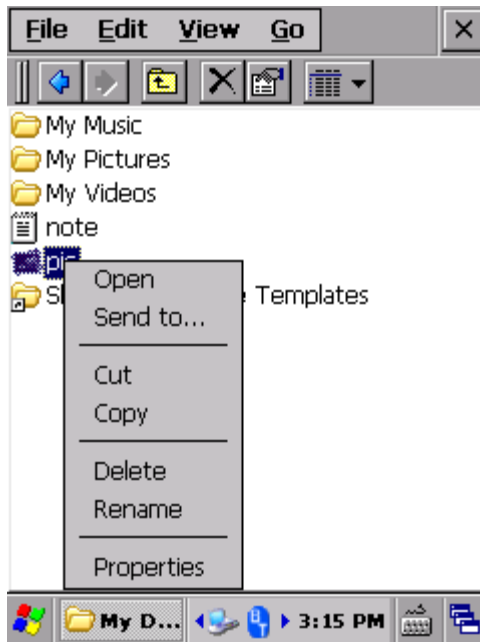 File Edit View Go
My Music
My Pictures
My Videos
note
Open
Templates
Send to...
Cut
Copy
Delete
Rename
Properties
My D... 3:15 PM